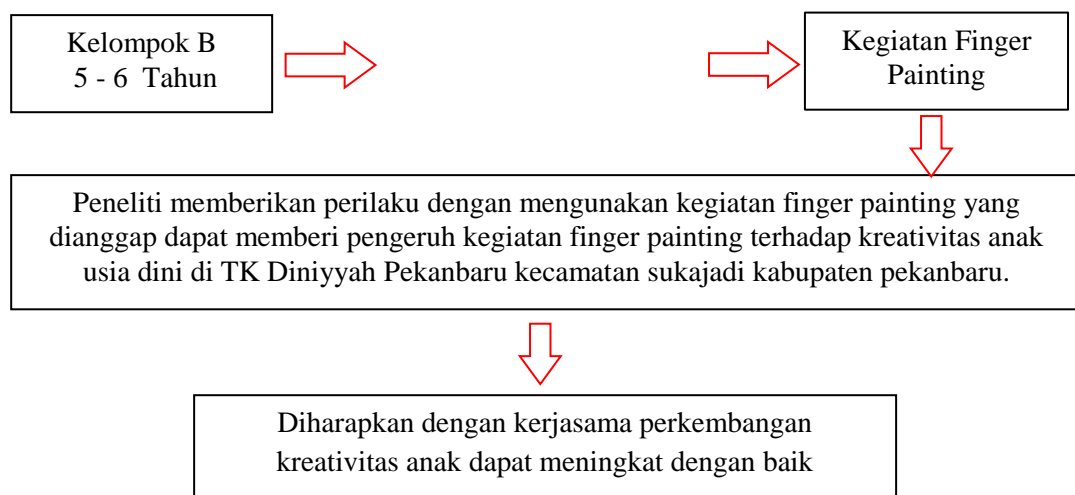 Kelompok B
5 - 6 Tahun
Kegiatan Finger
Painting
Peneliti memberikan perilaku dengan mengunakan kegiatan finger painting yang
dianggap dapat memberi pengeruh kegiatan finger painting terhadap kreativitas anak
usia dini di TK Diniyyah Pekanbaru kecamatan sukajadi kabupaten pekanbaru.
Diharapkan dengan kerjasama perkembangan
kreativitas anak dapat meningkat dengan baik